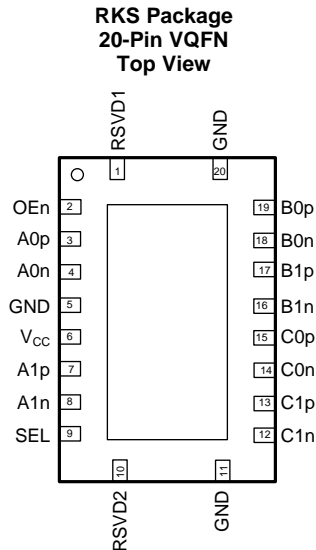 RKS Package
20-Pin VQFN
Top View
RSVD1
GND
1
20
OEn 2
19 B0p
A0p 3
18 B0n
A0n 4
17 B1p
GND 5
16 B1n
VCC 6
15 C0p
A1p 7
14 C0n
A1n 8
13 C1p
SEL 9
12 C1n
10
11
RSVD2
GND